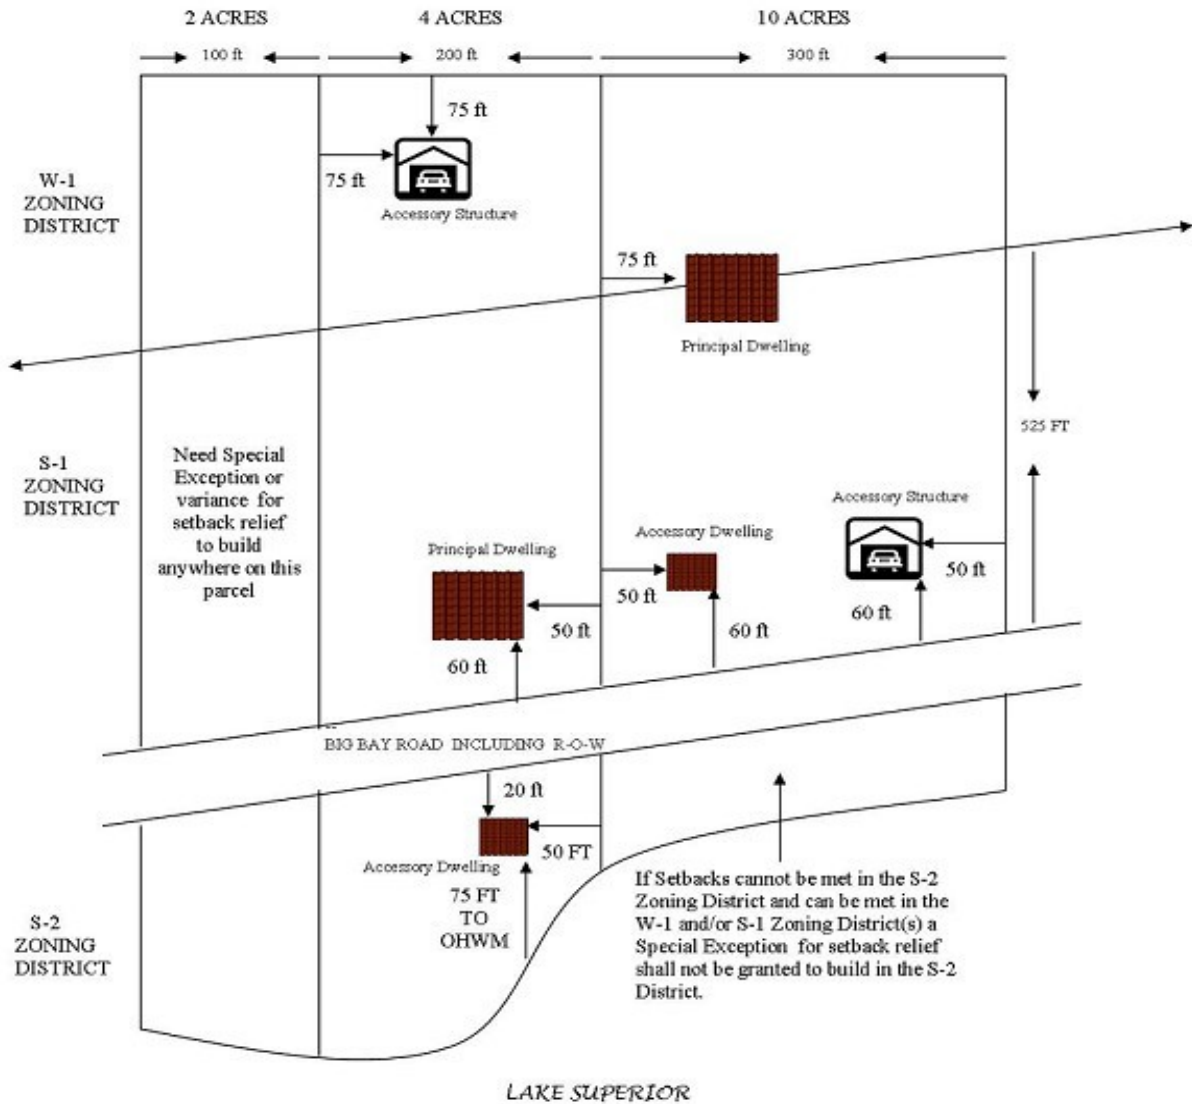 2 ACRES
4 ACRES
10 ACRES
100 ft
200 ft
300 ft
75 ft
75 ft
Accessory Structure
W-1
ZONING
DISTRICT
75 ft
Principal Dwelling
525 FT
S-1
ZONING
DISTRICT
Need Special
Exception or
variance for
setback relief
to build
anywhere on this
parcel
Principal Dwelling
50 ft
60 ft
Accessory Dwelling
50 ft
60 ft
Accessory Structure
50 ft
60 ft
BIG BAY ROAD INCLUDING R-O-W
20 ft
50 FT
Accessory Dwelling
75 FT
TO
OHWM
S-2
ZONING
DISTRICT
If Setbacks cannot be met in the S-2
Zoning District and can be met in the
W-1 and/or S-1 Zoning District(s) a
Special Exception for setback relief
shall not be granted to build in the S-2
District.
LAKE SUPERIOR